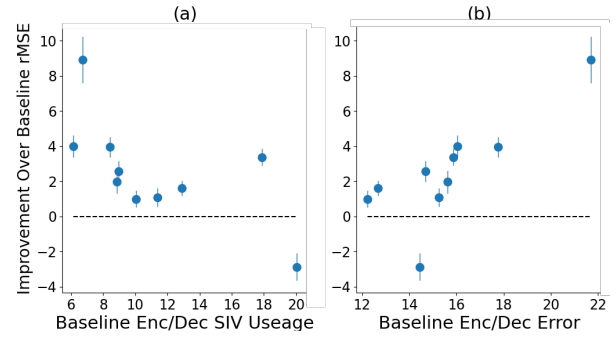 (a)
(b)
Improvement Over Baseline rMSE
10
8
6
4
2
0
−2
−4
6 8 10 12 14 16 18 20
Baseline Enc/Dec SIV Useage
10
8
6
4
2
0
−2
−4
12 14 16 18 20 22
Baseline Enc/Dec Error